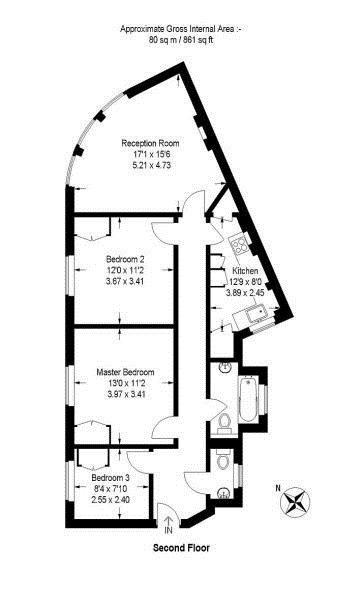 Approximate Gross Internal Area :-
80 sq m / 861 sq ft
Reception Room
17'1 x 15'6
5.21 x 4.73
Bedroom 2
12'0 x 11'2
3.67 x 3.41
Kitchen
12'9 x 8'0
3.89 x 2.45
Master Bedroom
13'0 x 11'2
3.97 x 3.41
Bedroom 3
8'4 x 7'10
2.55 x 2.40
N
IN
Second Floor